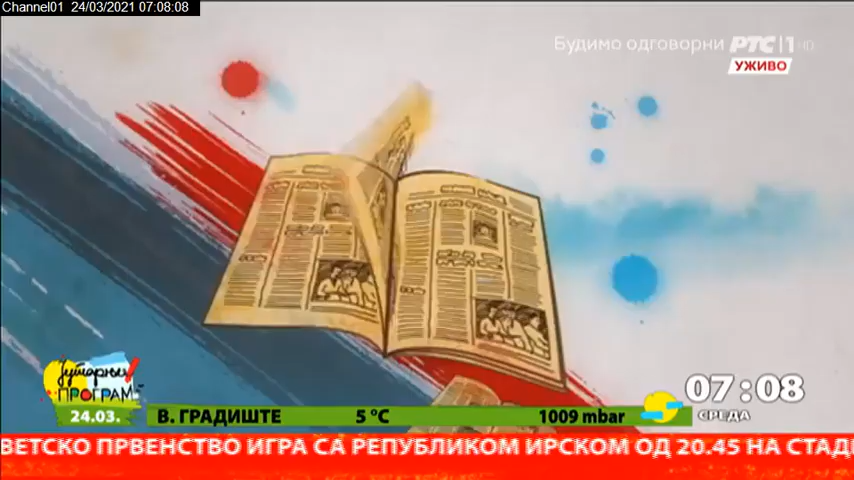 Channel01 24/03/2021 07:08:08
Будимо одговорни РТС 1 HD
УЖИВО
Јутарњи
ПРОГРАМ
24.03.
В. ГРАДИШТЕ 5 °C 1009 mbar
07:08
СРЕДА
ВЕТСКО ПРВЕНСТВО ИГРА СА РЕПУБЛИКОМ ИРСКОМ ОД 20.45 НА СТАДИ